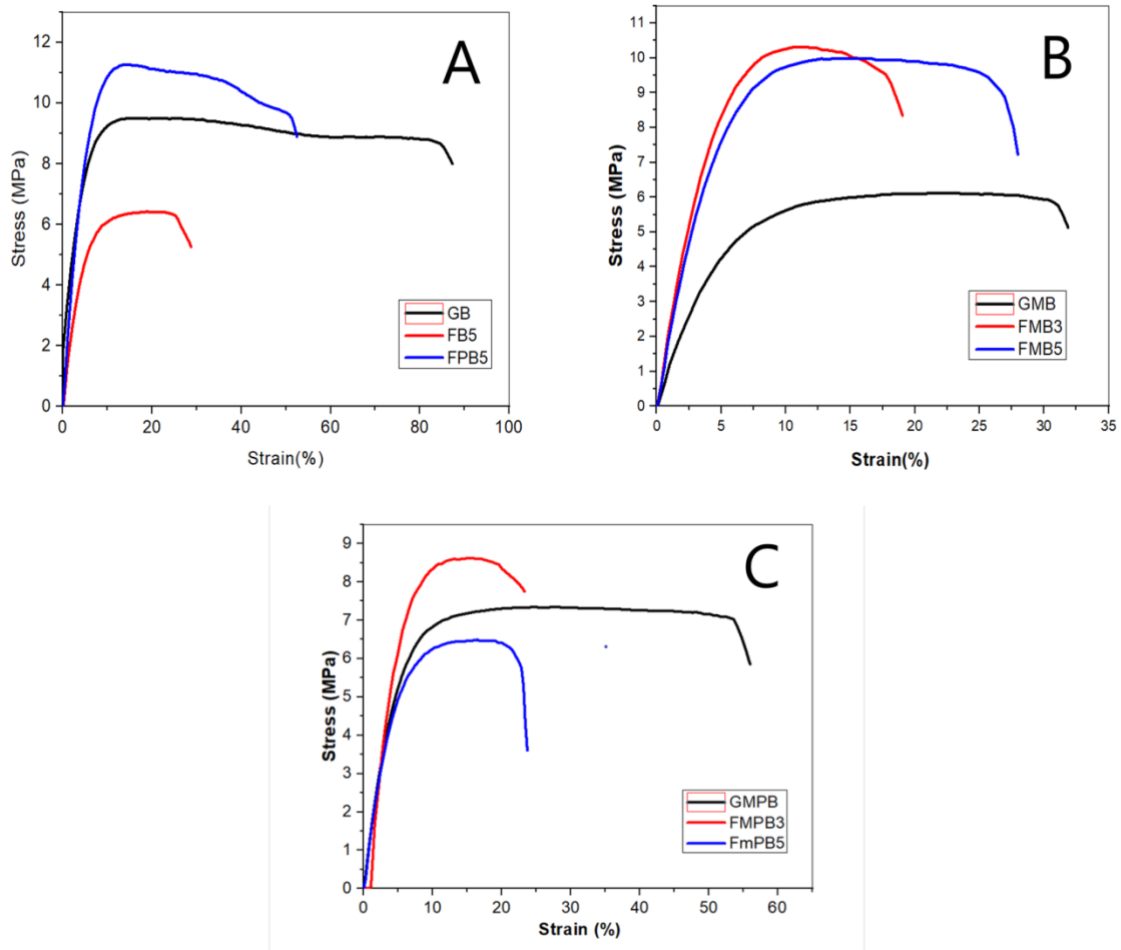 A
Stress (MPa)
12
10
8
6
4
2
0
0 20 40 60 80 100
Strain(%)
GB
FB5
FPB5
B
Stress (MPa)
11
10
9
8
7
6
5
4
3
2
1
0
0 5 10 15 20 25 30 35
Strain(%)
GMB
FMB3
FMB5
C
Stress (MPa)
9
8
7
6
5
4
3
2
1
0
0 10 20 30 40 50 60
Strain (%)
GMPB
FMPB3
FmPB5